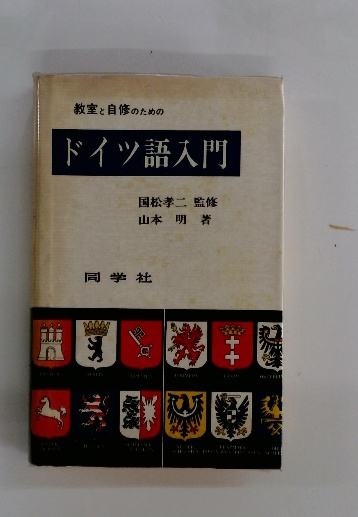 教室と自修のための
ドイツ語入門
国松孝二 監修
山本 明 著
同学社